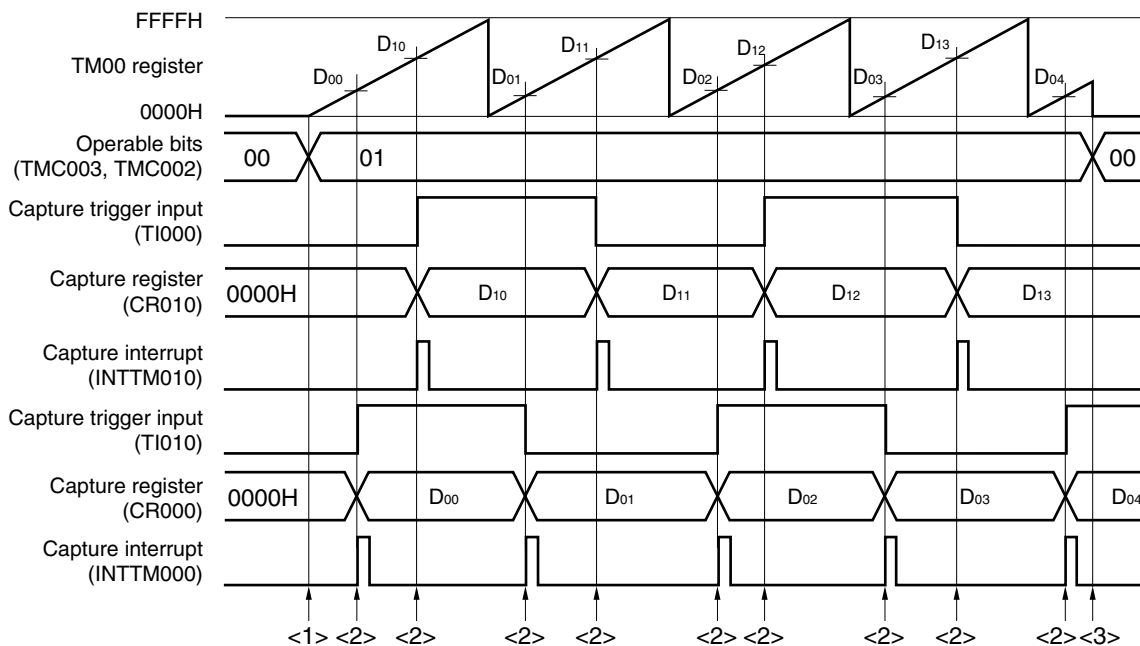 FFFFH
TM00 register
0000H
D10 D11 D12 D13
D00 D01 D02 D03 D04
Operable bits
(TMC003, TMC002)
00 01 00
Capture trigger input
(TI000)
Capture register
(CR010)
0000H D10 D11 D12 D13
Capture interrupt
(INTTM010)
Capture trigger input
(TI010)
Capture register
(CR000)
0000H D00 D01 D02 D03 D04
Capture interrupt
(INTTM000)
<1> <2> <2> <2> <2> <2> <2> <2> <2> <2> <3>